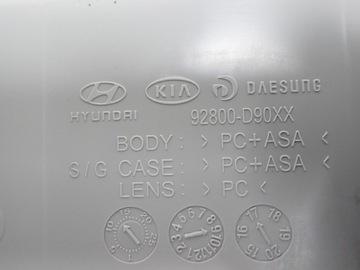 HYUNDAI KIA DAESUNG
92800-D90XX
BODY : > PC+ASA <
S/G CASE : > PC+ASA <
LENS : > PC <